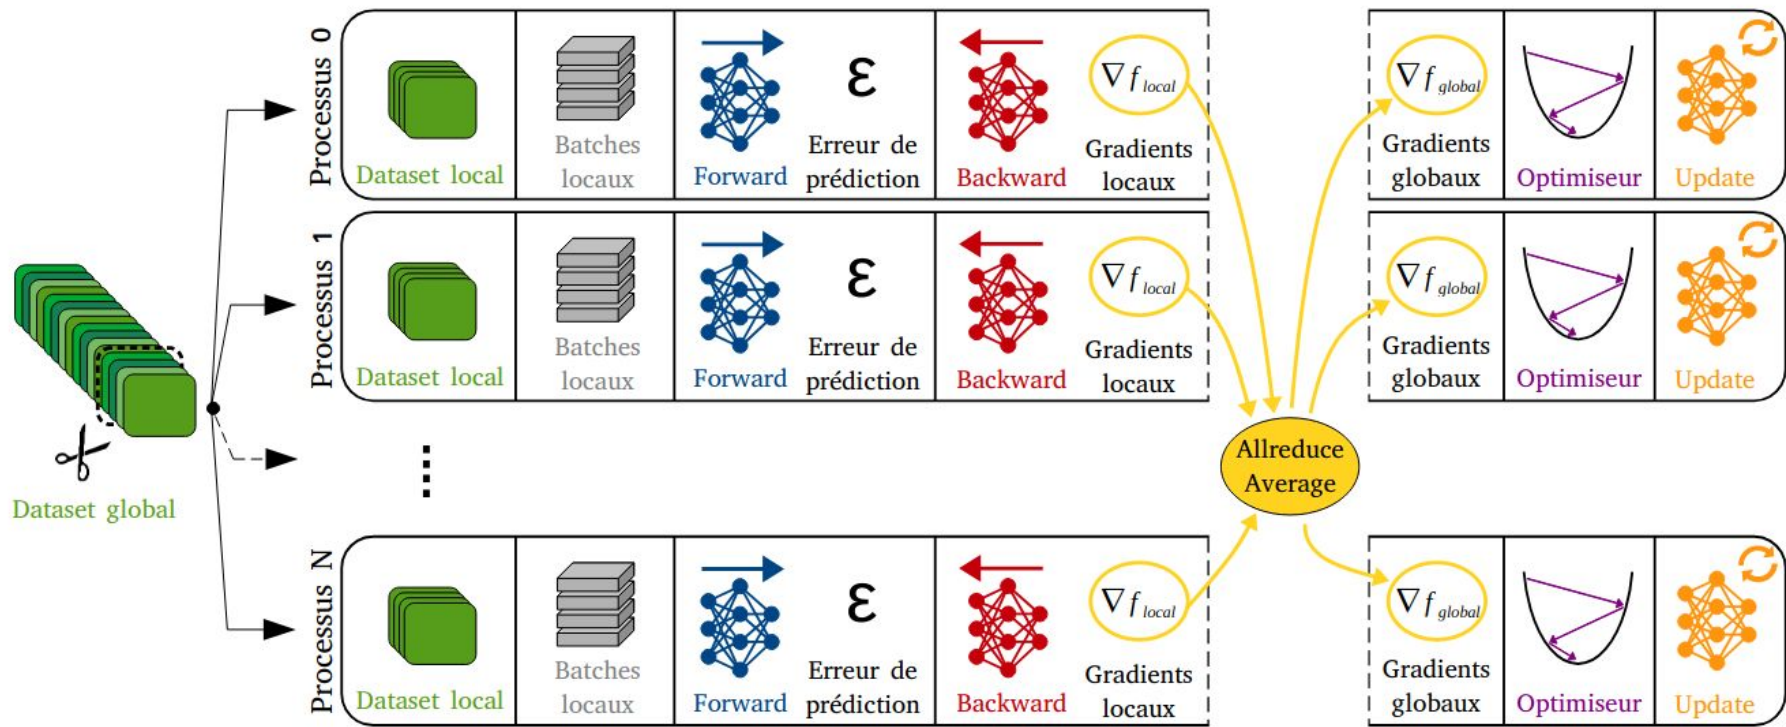 Dataset global
Processus 0
Dataset local
Batches
locaux
Forward
ε
Erreur de
prédiction
Backward
∇f local
Gradients
locaux
∇f global
Gradients
globaux
Optimiseur
Update
Processus 1
Dataset local
Batches
locaux
Forward
ε
Erreur de
prédiction
Backward
∇f local
Gradients
locaux
∇f global
Gradients
globaux
Optimiseur
Update
Allreduce
Average
Processus N
Dataset local
Batches
locaux
Forward
ε
Erreur de
prédiction
Backward
∇f local
Gradients
locaux
∇f global
Gradients
globaux
Optimiseur
Update